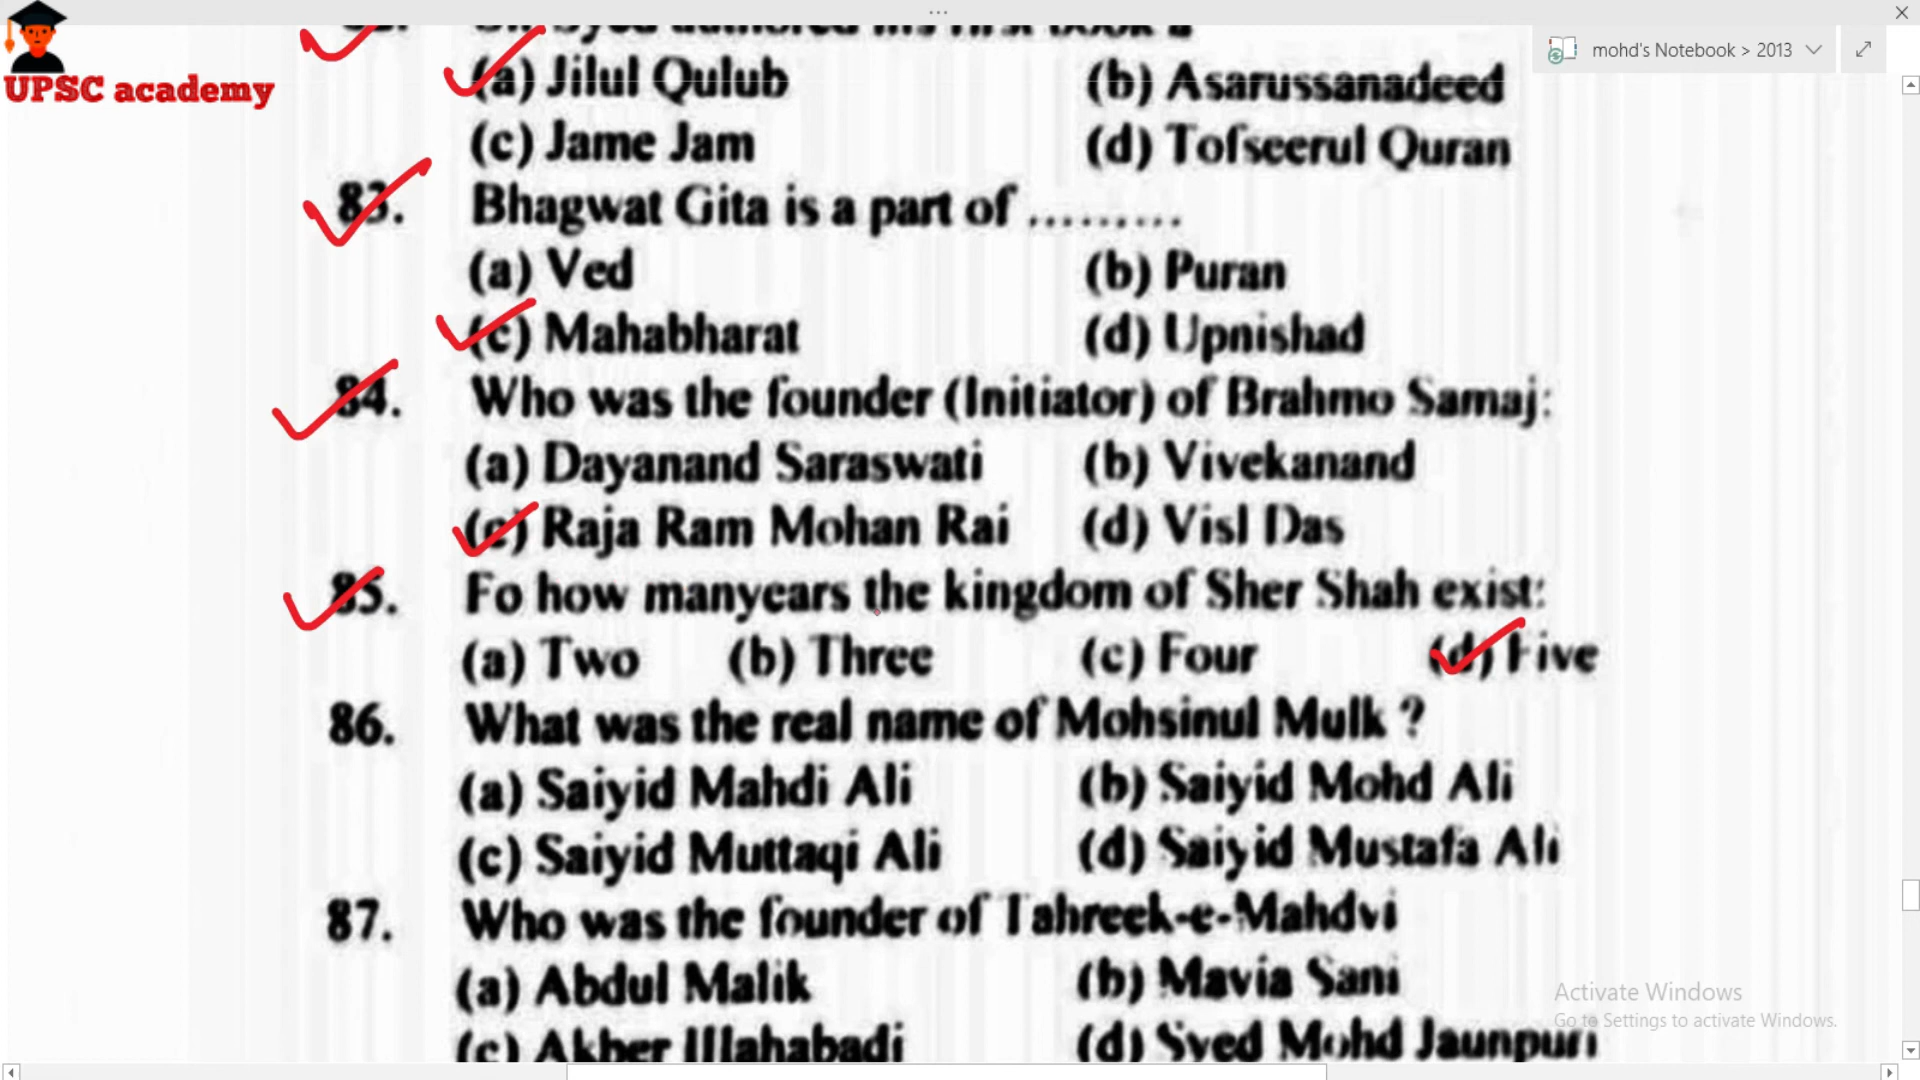 mohd's Notebook > 2013
UPSC academy
(a) Jilul Qulub (b) Asarussanadeed
(c) Jame Jam (d) Tofseerul Quran
83. Bhagwat Gita is a part of .........
(a) Ved (b) Puran
(c) Mahabharat (d) Upnishad
84. Who was the founder (Initiator) of Brahmo Samaj:
(a) Dayanand Saraswati (b) Vivekanand
(c) Raja Ram Mohan Rai (d) Visl Das
85. Fo how manyears the kingdom of Sher Shah exist:
(a) Two (b) Three (c) Four (d) Five
86. What was the real name of Mohsinul Mulk ?
(a) Saiyid Mahdi Ali (b) Saiyid Mohd Ali
(c) Saiyid Muttaqi Ali (d) Saiyid Mustafa Ali
87. Who was the founder of Tahreek-e-Mahdvi
(a) Abdul Malik (b) Mavia Sani
(c) Akber Illahabadi (d) Syed Mohd Jaunpuri
Activate Windows
Go to Settings to activate Windows.